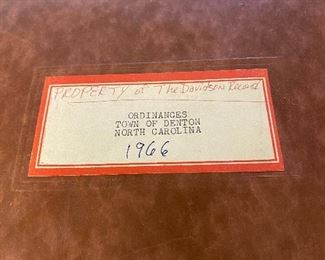 PROPERTY of The Davidson Record
ORDINANCES
TOWN OF DENTON
NORTH CAROLINA
1966